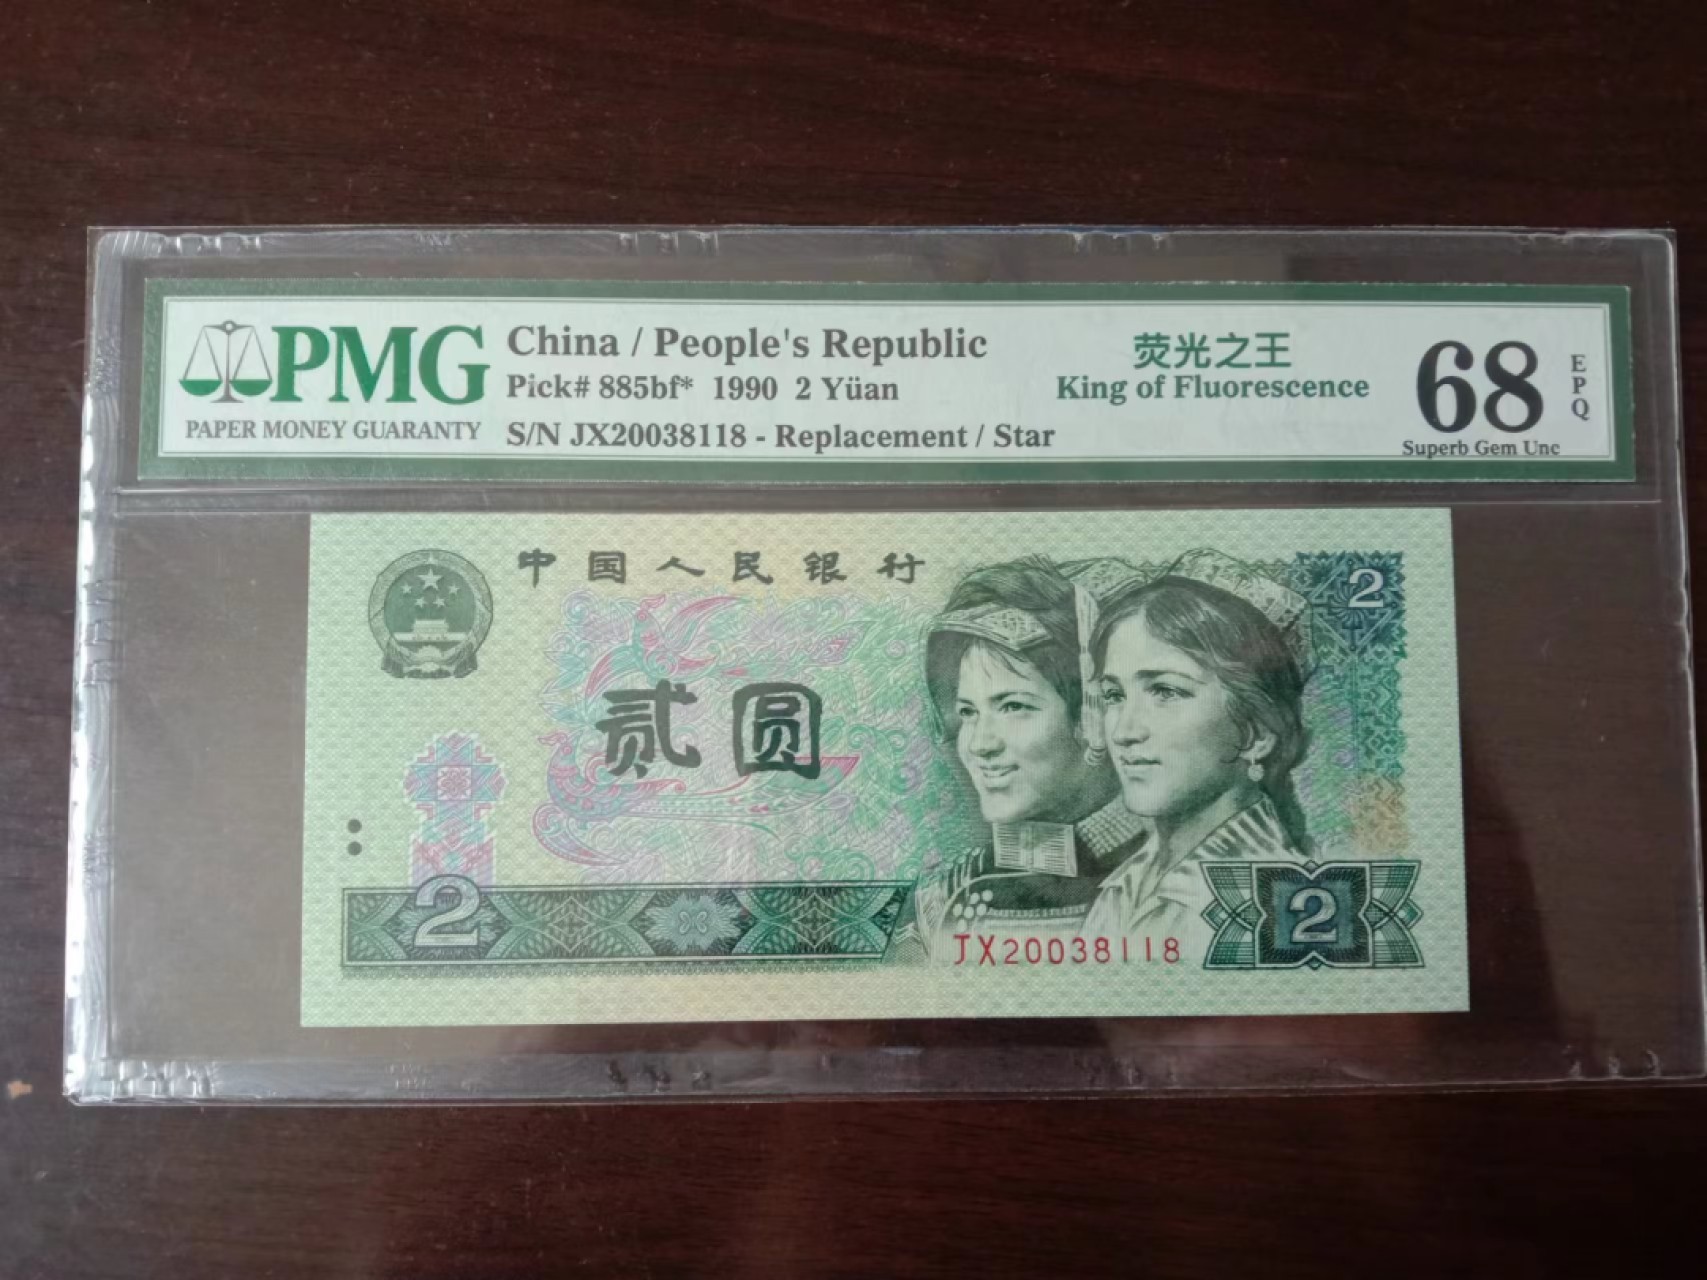 PMG
PAPER MONEY GUARANTY
China / People's Republic
Pick# 885bf* 1990 2 Yüan
S/N JX20038118 - Replacement / Star
荧光之王
King of Fluorescence
68
EPQ
Superb Gem Unc
中国人民银行
2
贰圆
2
JX20038118
2